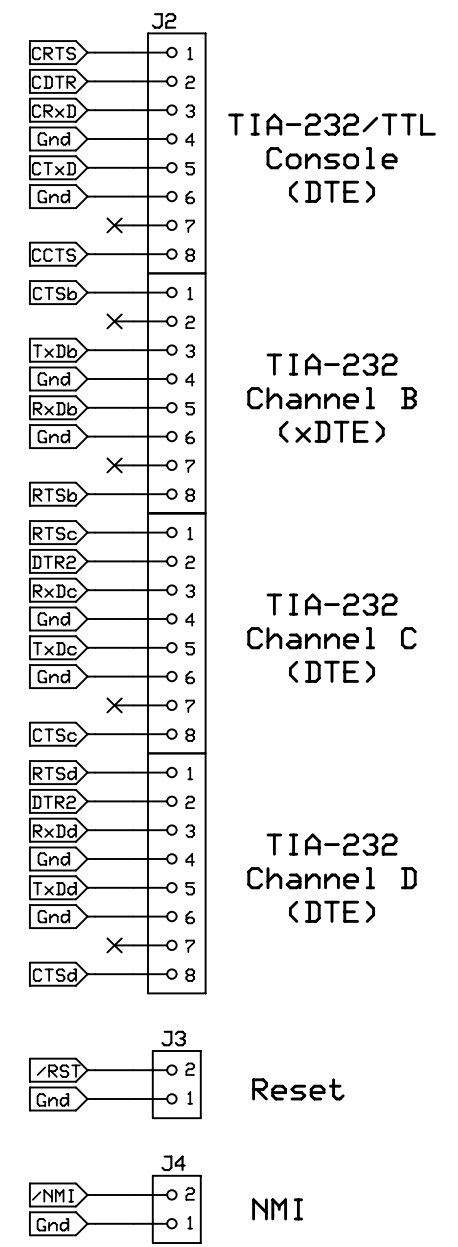 J2
CRTS 1
CDTR 2
CRxD 3
Gnd 4
CTxD 5
Gnd 6
7
CCTS 8
TIA-232/TTL
Console
(DTE)
CTSb 1
2
TxDb 3
Gnd 4
RxDb 5
Gnd 6
7
RTSb 8
TIA-232
Channel B
(xDTE)
RTSc 1
DTR2 2
RxDc 3
Gnd 4
TxDc 5
Gnd 6
7
CTSc 8
TIA-232
Channel C
(DTE)
RTSd 1
DTR2 2
RxDd 3
Gnd 4
TxDd 5
Gnd 6
7
CTSd 8
TIA-232
Channel D
(DTE)
J3
/RST 2
Gnd 1
Reset
J4
/NMI 2
Gnd 1
NMI